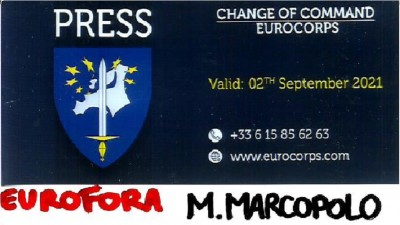 PRESS
CHANGE OF COMMAND
EUROCORPS
Valid: 02TH September 2021
+33 6 15 85 62 63
www.eurocorps.com
EUROFORA
M. MARCOPOLO